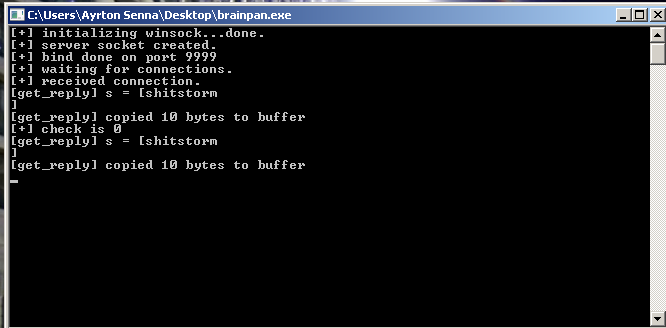 C:\Users\Ayrton Senna\Desktop\brainpan.exe
[+] initializing winsock...done.
[+] server socket created.
[+] bind done on port 9999
[+] waiting for connections.
[+] received connection.
[get_reply] s = [shitstorm
]
[get_reply] copied 10 bytes to buffer
[+] check is 0
[get_reply] s = [shitstorm
]
[get_reply] copied 10 bytes to buffer